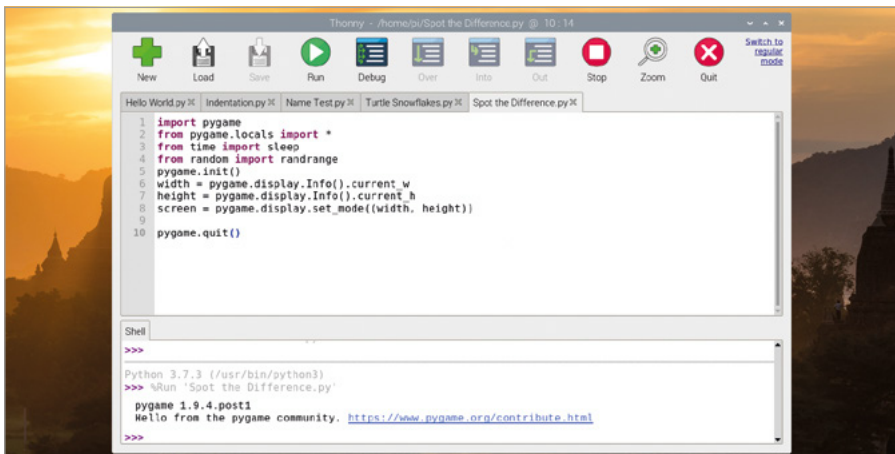 Thonny - /home/pi/Spot the Difference.py @ 10:14
New Load Save Run Debug Over Into Out Stop Zoom Quit
Switch to
regular
mode
Hello World.py Indentation.py Name Test.py Turtle Snowflakes.py Spot the Difference.py
1 import pygame
2 from pygame.locals import *
3 from time import sleep
4 from random import randrange
5 pygame.init()
6 width = pygame.display.Info().current_w
7 height = pygame.display.Info().current_h
8 screen = pygame.display.set_mode((width, height))
9
10 pygame.quit()
Shell
>>>
Python 3.7.3 (/usr/bin/python3)
>>> %Run 'Spot the Difference.py'
pygame 1.9.4.post1
Hello from the pygame community. https://www.pygame.org/contribute.html
>>>